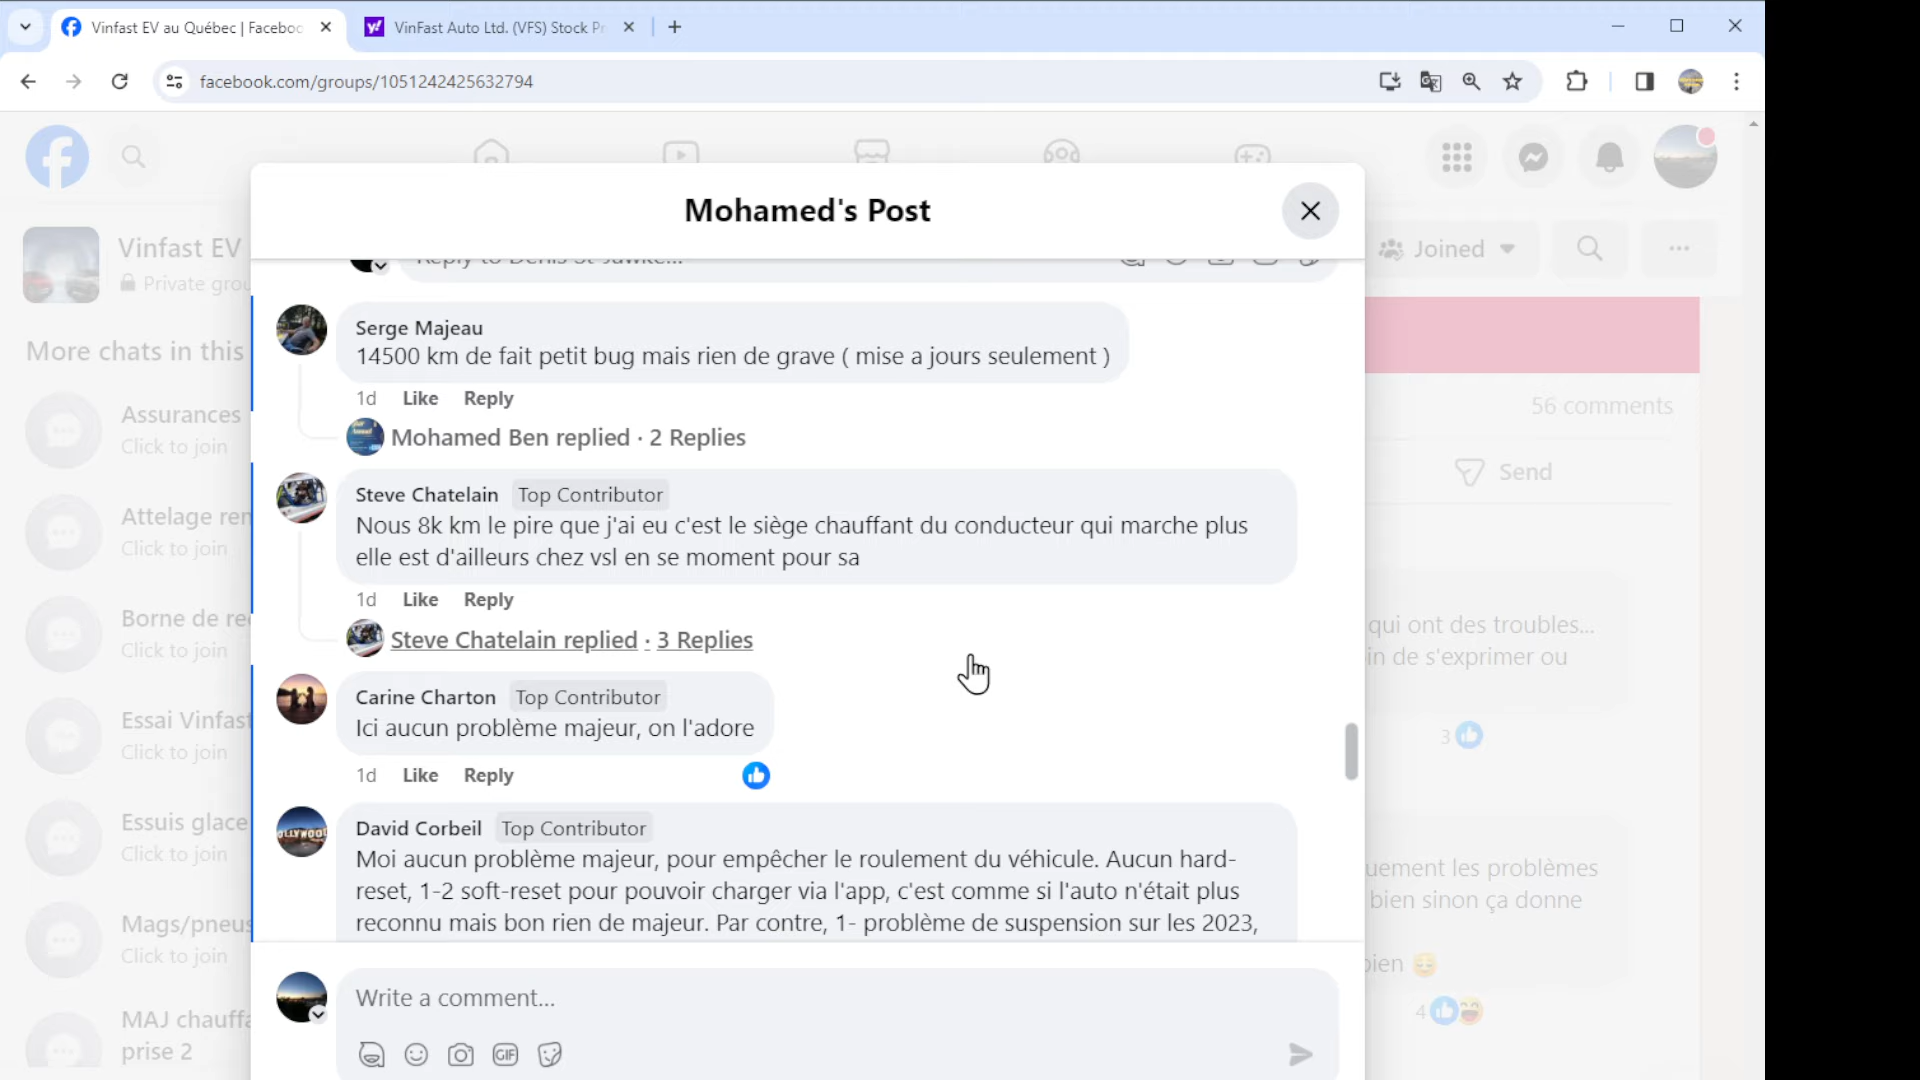 Vinfast EV au Québec | Faceboo
VinFast Auto Ltd. (VFS) Stock Pr
facebook.com/groups/1051242425632794
Mohamed's Post
Vinfast EV
Private grou
Joined
More chats in this
Assurances
Click to join
Attelage ren
Click to join
Borne de re
Click to join
Essai Vinfast
Click to join
Essuis glace
Click to join
Mags/pneus
Click to join
MAJ chauffa
prise 2
Serge Majeau
14500 km de fait petit bug mais rien de grave ( mise a jours seulement )
1d Like Reply
Mohamed Ben replied · 2 Replies
Steve Chatelain Top Contributor
Nous 8k km le pire que j'ai eu c'est le siège chauffant du conducteur qui marche plus
elle est d'ailleurs chez vsl en se moment pour sa
1d Like Reply
Steve Chatelain replied · 3 Replies
Carine Charton Top Contributor
Ici aucun problème majeur, on l'adore
1d Like Reply
David Corbeil Top Contributor
Moi aucun problème majeur, pour empêcher le roulement du véhicule. Aucun hard-
reset, 1-2 soft-reset pour pouvoir charger via l'app, c'est comme si l'auto n'était plus
reconnu mais bon rien de majeur. Par contre, 1- problème de suspension sur les 2023,
Write a comment...
GIF
56 comments
Send
qui ont des troubles...
in de s'exprimer ou
3
uement les problèmes
bien sinon ça donne
bien 😌
4